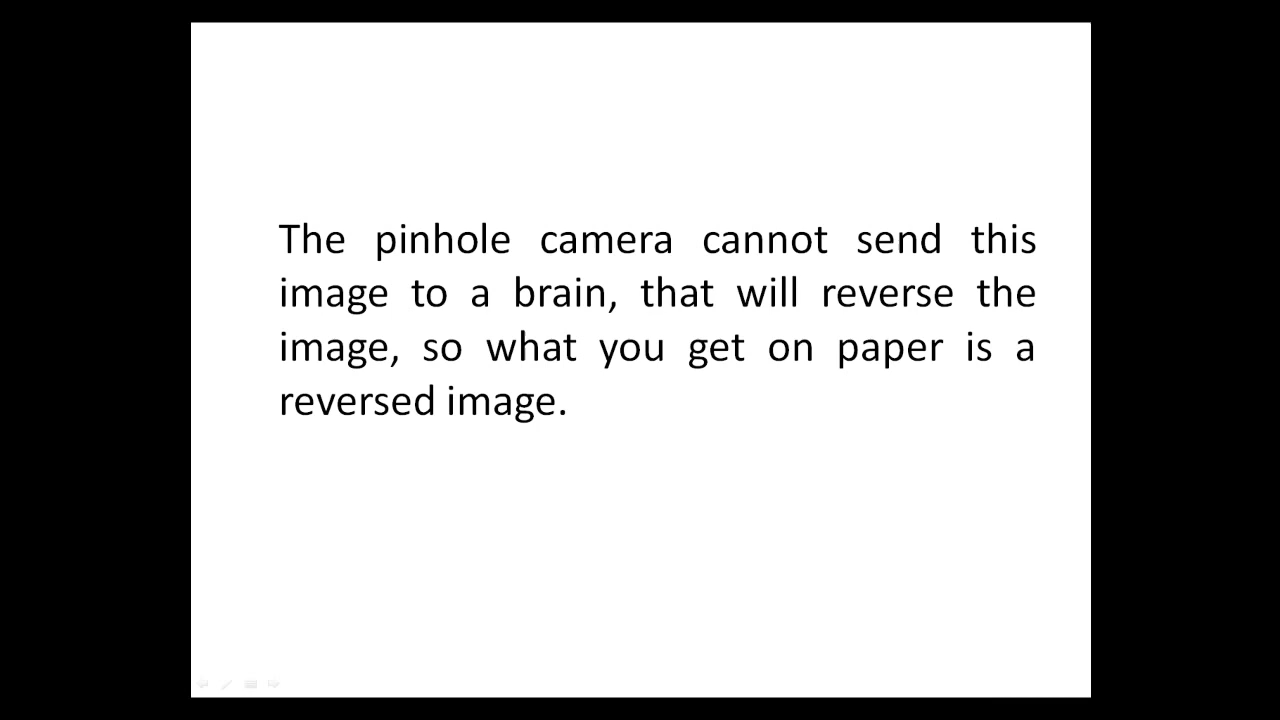 The pinhole camera cannot send this
image to a brain, that will reverse the
image, so what you get on paper is a
reversed image.